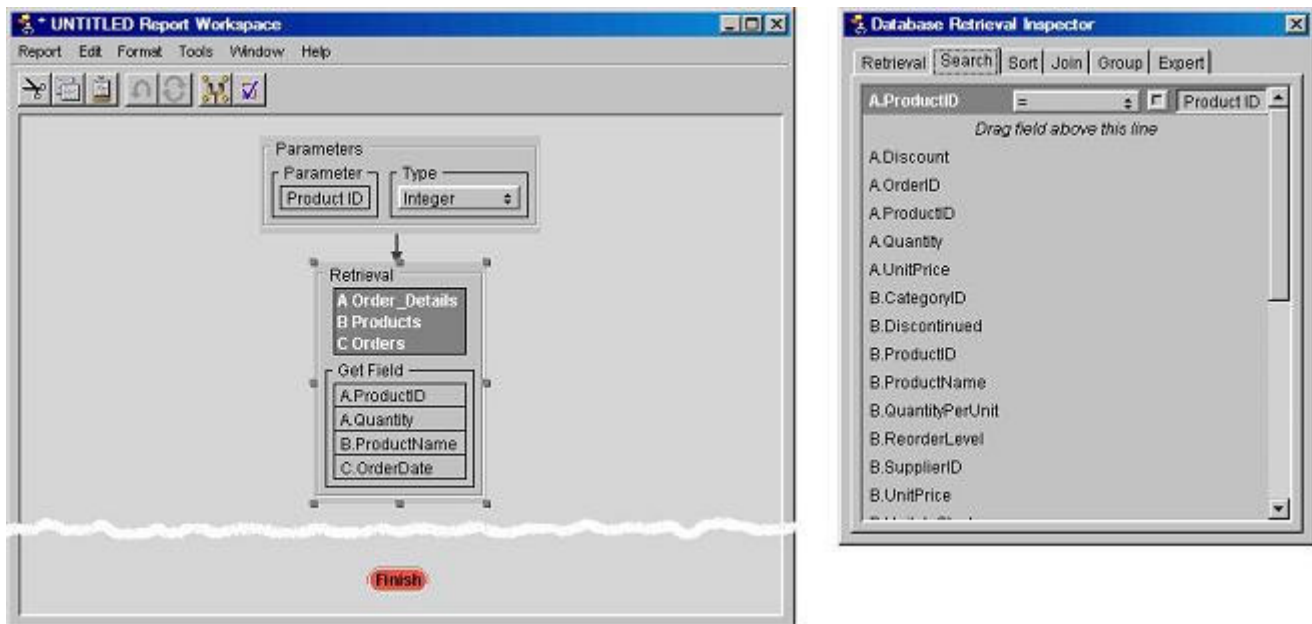 * UNTITLED Report Workspace
Report Edit Format Tools Window Help
Parameters
Parameter Type
Product ID Integer
Retrieval
A Order_Details
B Products
C Orders
Get Field
A.ProductID
A.Quantity
B.ProductName
C.OrderDate
Finish
Database Retrieval Inspector
Retrieval Search Sort Join Group Expert
A.ProductID = F Product ID
Drag field above this line
A.Discount
A.OrderID
A.ProductID
A.Quantity
A.UnitPrice
B.CategoryID
B.Discontinued
B.ProductID
B.ProductName
B.QuantityPerUnit
B.ReorderLevel
B.SupplierID
B.UnitPrice